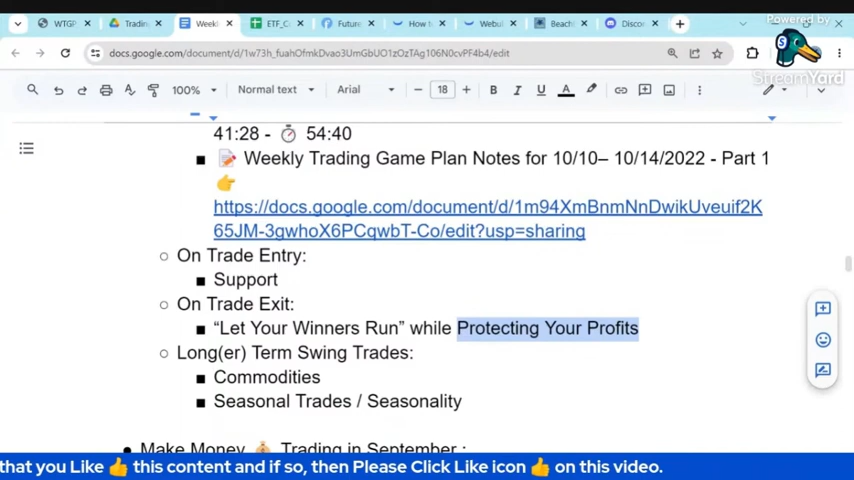 WTGP
Trading
Weekl
ETF_C
Future
How t
Webul
Beach
Disco
Powered by
docs.google.com/document/d/1w73h_fuahOfmkDvao3UmGbUO1zOzTAg106N0cvPF4b4/edit
StreamYard
100%
Normal text
Arial
18
B I U A
41:28 - ⏱ 54:40
■ 📝 Weekly Trading Game Plan Notes for 10/10– 10/14/2022 - Part 1
👉
https://docs.google.com/document/d/1m94XmBnmNnDwikUveuif2K
65JM-3gwhoX6PCqwbT-Co/edit?usp=sharing
○ On Trade Entry:
■ Support
○ On Trade Exit:
■ “Let Your Winners Run” while Protecting Your Profits
○ Long(er) Term Swing Trades:
■ Commodities
■ Seasonal Trades / Seasonality
● Make Money 💰 Trading in September :
that you Like 👍 this content and if so, then Please Click Like icon 👍 on this video.